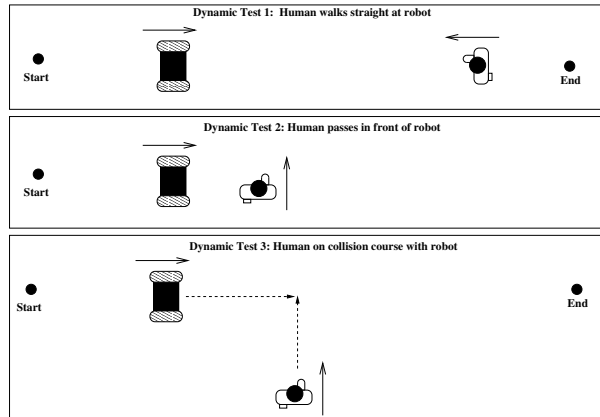 Dynamic Test 1: Human walks straight at robot
Start
End
Dynamic Test 2: Human passes in front of robot
Start
Dynamic Test 3: Human on collision course with robot
Start
End